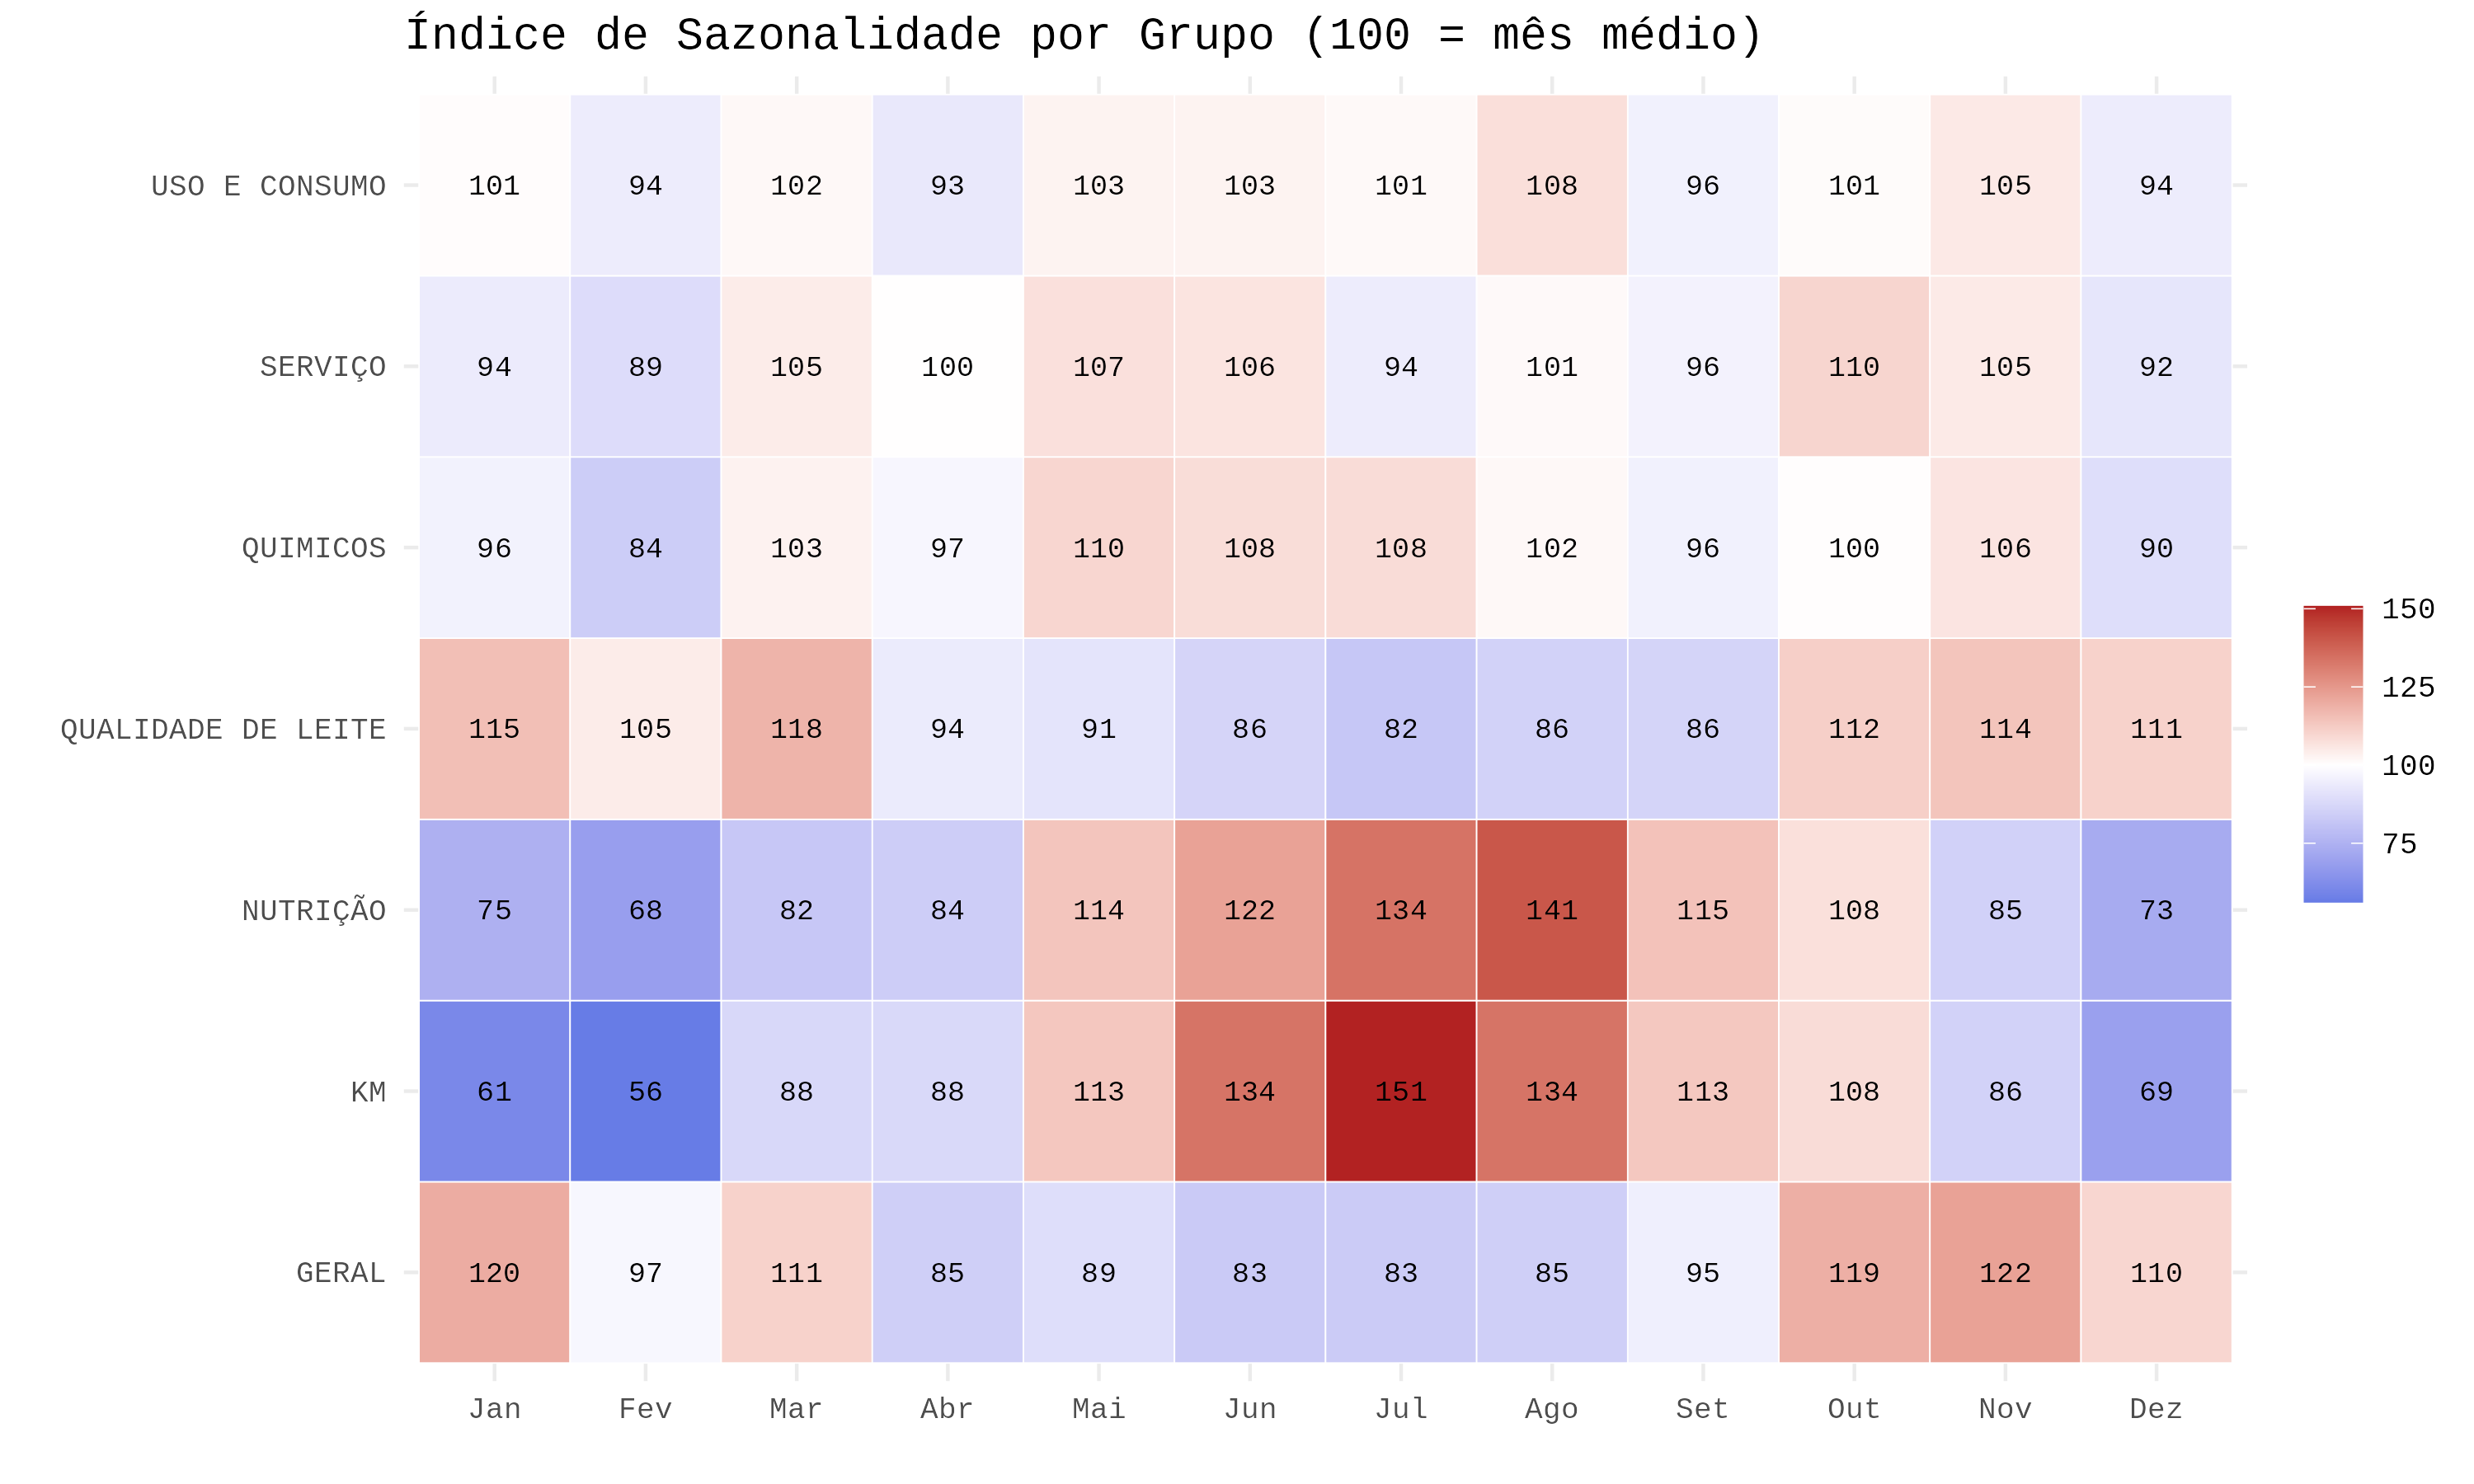 Índice de Sazonalidade por Grupo (100 = mês médio)
USO E CONSUMO 101 94 102 93 103 103 101 108 96 101 105 94
SERVIÇO 94 89 105 100 107 106 94 101 96 110 105 92
QUIMICOS 96 84 103 97 110 108 108 102 96 100 106 90
QUALIDADE DE LEITE 115 105 118 94 91 86 82 86 86 112 114 111
NUTRIÇÃO 75 68 82 84 114 122 134 141 115 108 85 73
KM 61 56 88 88 113 134 151 134 113 108 86 69
GERAL 120 97 111 85 89 83 83 85 95 119 122 110
Jan Fev Mar Abr Mai Jun Jul Ago Set Out Nov Dez
150
125
100
75